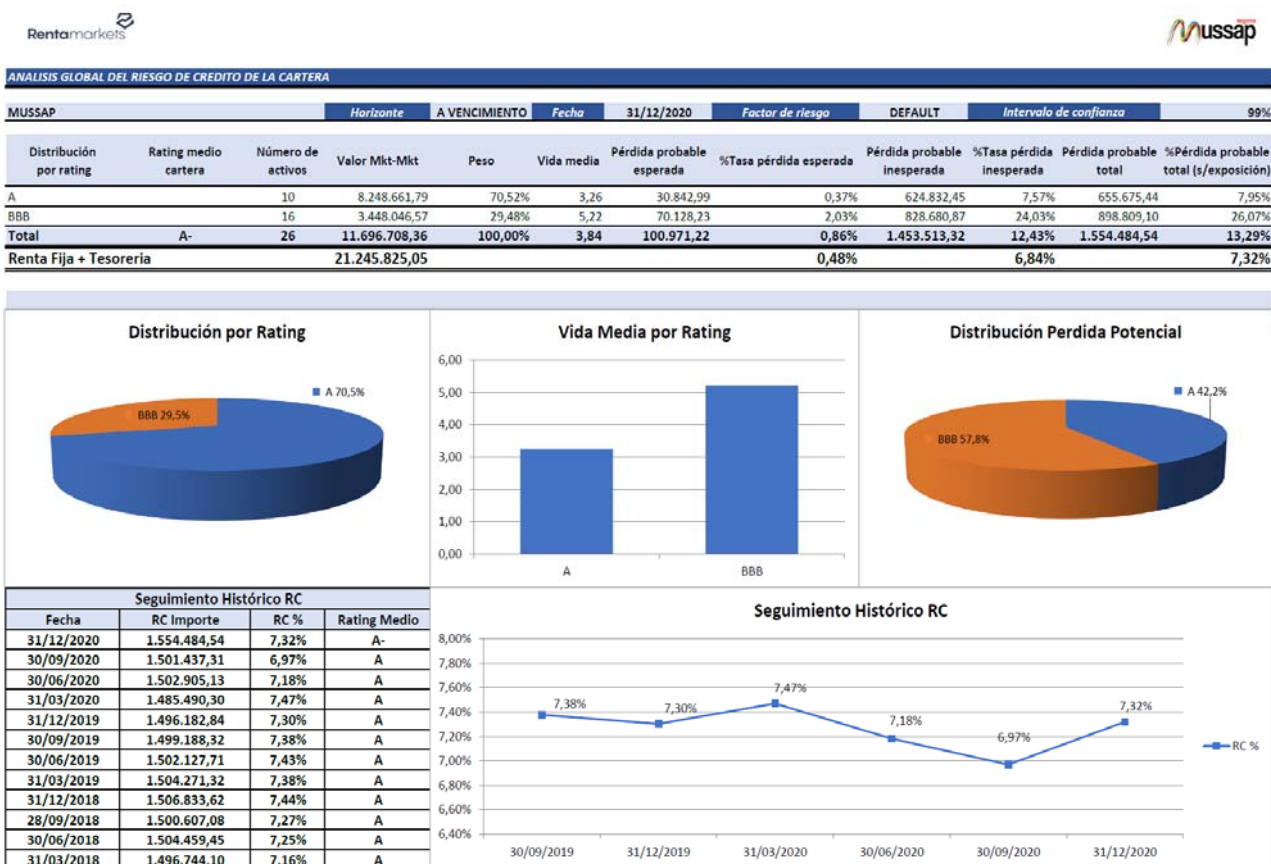 Rentamarkets
seguros
Mussap
ANALISIS GLOBAL DEL RIESGO DE CREDITO DE LA CARTERA
MUSSAP Horizonte A VENCIMIENTO Fecha 31/12/2020 Factor de riesgo DEFAULT Intervalo de confianza 99%
Distribución por rating Rating medio cartera Número de activos Valor Mkt-Mkt Peso Vida media Pérdida probable esperada %Tasa pérdida esperada Pérdida probable inesperada %Tasa pérdida inesperada Pérdida probable total %Pérdida probable total (s/exposición)
A 10 8.248.661,79 70,52% 3,26 30.842,99 0,37% 624.832,45 7,57% 655.675,44 7,95%
BBB 16 3.448.046,57 29,48% 5,22 70.128,23 2,03% 828.680,87 24,03% 898.809,10 26,07%
Total A- 26 11.696.708,36 100,00% 3,84 100.971,22 0,86% 1.453.513,32 12,43% 1.554.484,54 13,29%
Renta Fija + Tesoreria 21.245.825,05 0,48% 6,84% 7,32%
Distribución por Rating
A 70,5%
BBB 29,5%
Vida Media por Rating
6,00
5,00
4,00
3,00
2,00
1,00
0,00
A BBB
Distribución Perdida Potencial
A 42,2%
BBB 57,8%
Seguimiento Histórico RC
Fecha RC Importe RC % Rating Medio
31/12/2020 1.554.484,54 7,32% A-
30/09/2020 1.501.437,31 6,97% A
30/06/2020 1.502.905,13 7,18% A
31/03/2020 1.485.490,30 7,47% A
31/12/2019 1.496.182,84 7,30% A
30/09/2019 1.499.188,32 7,38% A
30/06/2019 1.502.127,71 7,43% A
31/03/2019 1.504.271,32 7,38% A
31/12/2018 1.506.833,62 7,44% A
28/09/2018 1.500.607,08 7,27% A
30/06/2018 1.504.459,45 7,25% A
31/03/2018 1.496.744,10 7,16% A
Seguimiento Histórico RC
8,00%
7,80%
7,60%
7,40%
7,20%
7,00%
6,80%
6,60%
6,40%
7,38% 7,30% 7,47% 7,18% 6,97% 7,32%
RC %
30/09/2019 31/12/2019 31/03/2020 30/06/2020 30/09/2020 31/12/2020